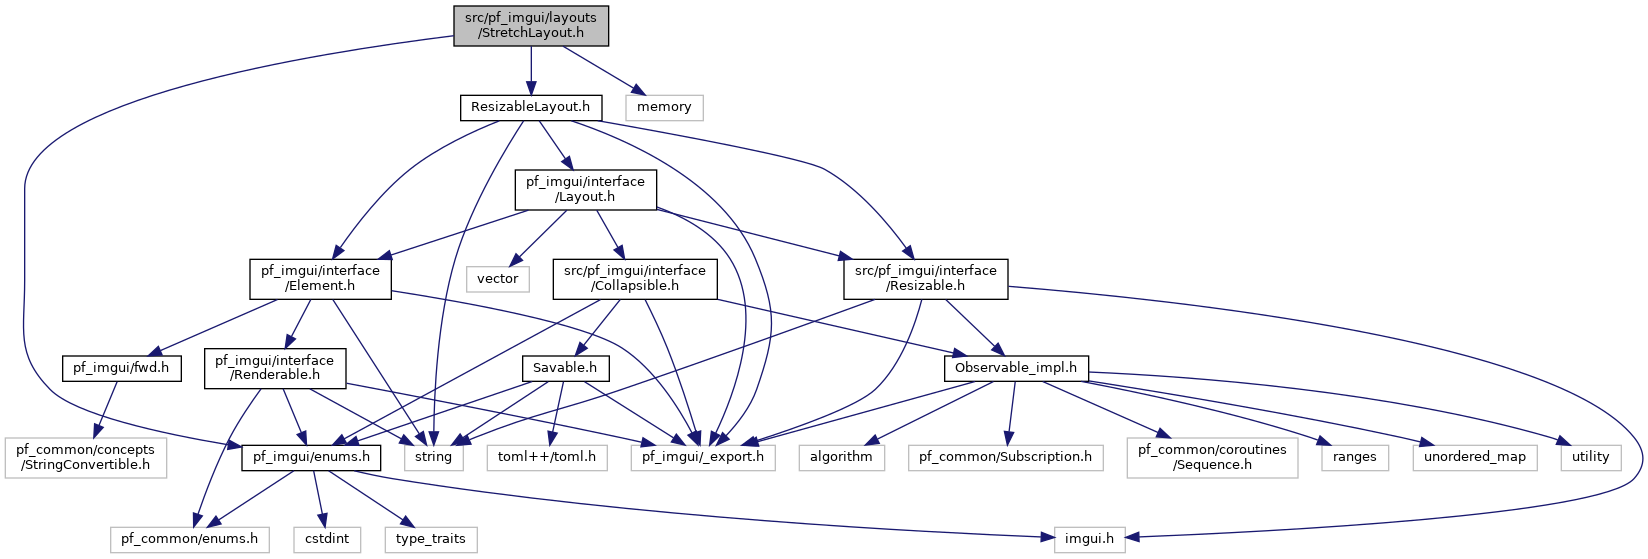 src/pf_imgui/layouts
/StretchLayout.h
ResizableLayout.h
memory
pf_imgui/interface
/Layout.h
pf_imgui/interface
/Element.h
vector
src/pf_imgui/interface
/Collapsible.h
src/pf_imgui/interface
/Resizable.h
pf_imgui/fwd.h
pf_imgui/interface
/Renderable.h
Savable.h
Observable_impl.h
pf_common/concepts
/StringConvertible.h
pf_imgui/enums.h
string
toml++/toml.h
pf_imgui/_export.h
algorithm
pf_common/Subscription.h
pf_common/coroutines
/Sequence.h
ranges
unordered_map
utility
pf_common/enums.h
cstdint
type_traits
imgui.h